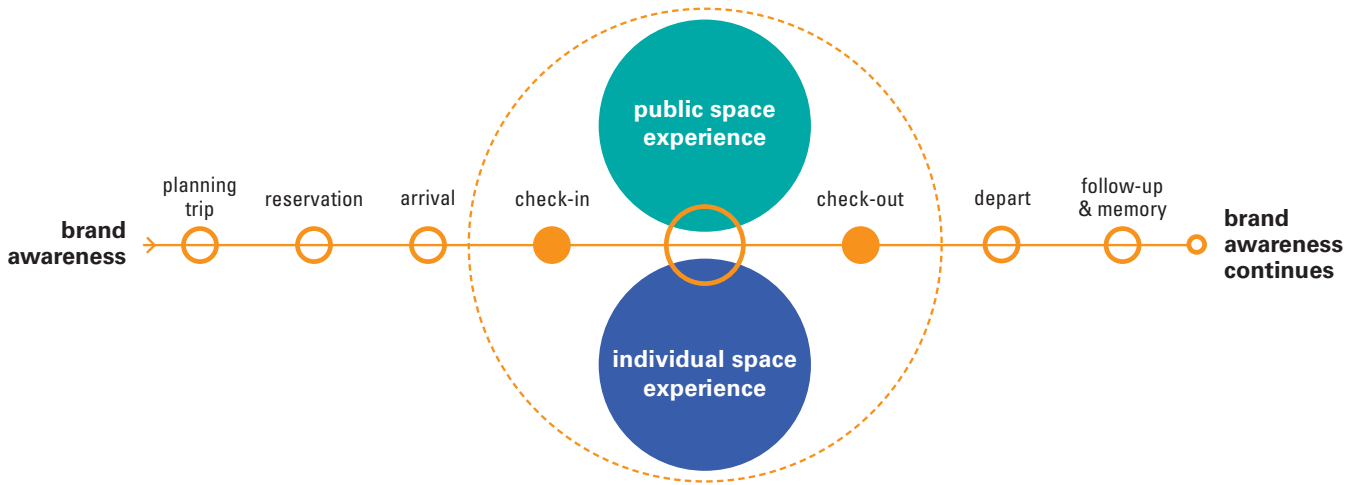 public space
experience
planning
trip
reservation
arrival
check-in
check-out
depart
follow-up
& memory
brand
awareness
brand
awareness
continues
individual space
experience